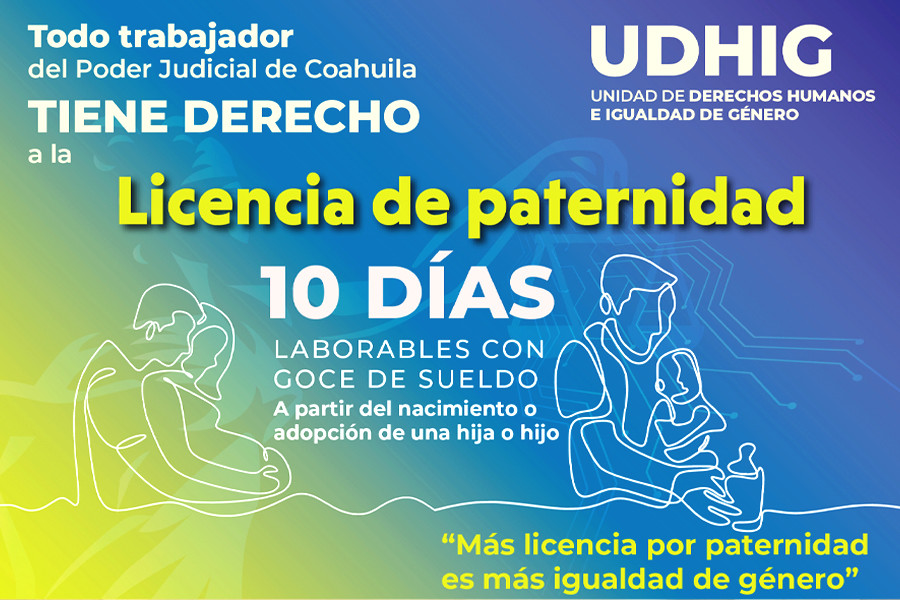 Todo trabajador
del Poder Judicial de Coahuila
TIENE DERECHO
a la
UDHIG
UNIDAD DE DERECHOS HUMANOS
E IGUALDAD DE GÉNERO
Licencia de paternidad
10 DÍAS
LABORABLES CON
GOCE DE SUELDO
A partir del nacimiento o
adopción de una hija o hijo
“Más licencia por paternidad
es más igualdad de género”